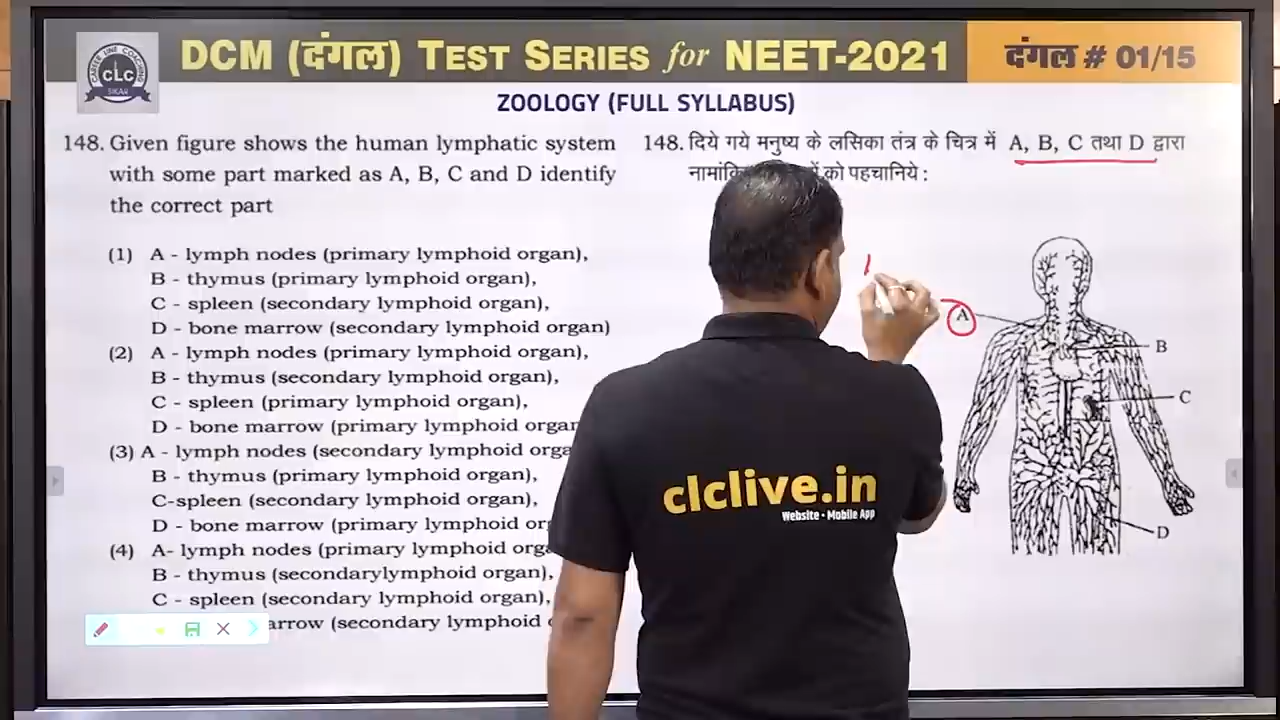 DCM (दंगल) TEST SERIES for NEET-2021
दंगल # 01/15
CAREER LINE COACHING
CLC
SIKAR
ZOOLOGY (FULL SYLLABUS)
148. Given figure shows the human lymphatic system
with some part marked as A, B, C and D identify
the correct part
(1) A - lymph nodes (primary lymphoid organ),
B - thymus (primary lymphoid organ),
C - spleen (secondary lymphoid organ),
D - bone marrow (secondary lymphoid organ)
(2) A - lymph nodes (primary lymphoid organ),
B - thymus (secondary lymphoid organ),
C - spleen (primary lymphoid organ),
D - bone marrow (primary lymphoid
(3) A - lymph nodes (secondary lymphoid
B - thymus (primary lymphoid organ),
C-spleen (secondary lymphoid organ),
D - bone marrow (primary lymphoid
(4) A- lymph nodes (primary lymphoid
B - thymus (secondarylymphoid organ),
C - spleen (secondary lymphoid organ),
(secondary lymphoid
148. दिये गये मनुष्य के लसिका तंत्र के चित्र में A, B, C तथा D द्वारा
को पहचानिये :
A
B
C
D
clclive.in
Website • Mobile App